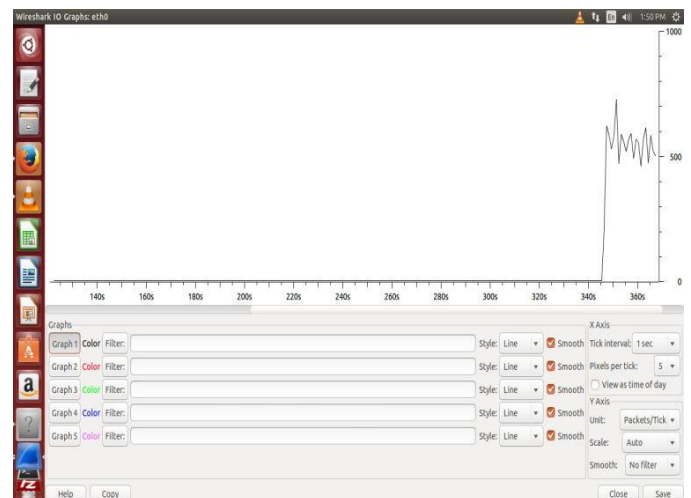 Wireshark IO Graphs: eth0
En
1:50 PM
1000
500
0
140s 160s 180s 200s 220s 240s 260s 280s 300s 320s 340s 360s
Graphs
X Axis
Graph 1 Color Filter: Style: Line Smooth
Tick interval: 1 sec
Graph 2 Color Filter: Style: Line Smooth
Pixels per tick: 5
Graph 3 Color Filter: Style: Line Smooth
View as time of day
Y Axis
Graph 4 Color Filter: Style: Line Smooth
Unit: Packets/Tick
Graph 5 Color Filter: Style: Line Smooth
Scale: Auto
Smooth: No filter
Help Copy Close Save